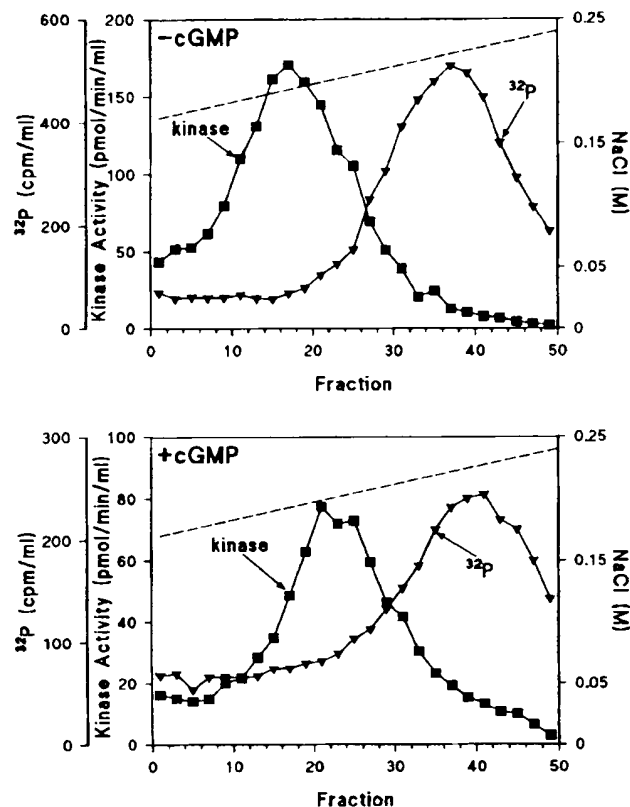 −cGMP
600
400
200
0
³²P (cpm/ml)
200
150
100
50
0
Kinase Activity (pmol/min/ml)
kinase
³²P
0.25
0.15
0.05
0
NaCl (M)
0 10 20 30 40 50
Fraction
+cGMP
300
200
100
0
³²P (cpm/ml)
100
80
60
40
20
0
Kinase Activity (pmol/min/ml)
kinase
³²P
0.25
0.15
0.05
0
NaCl (M)
0 10 20 30 40 50
Fraction